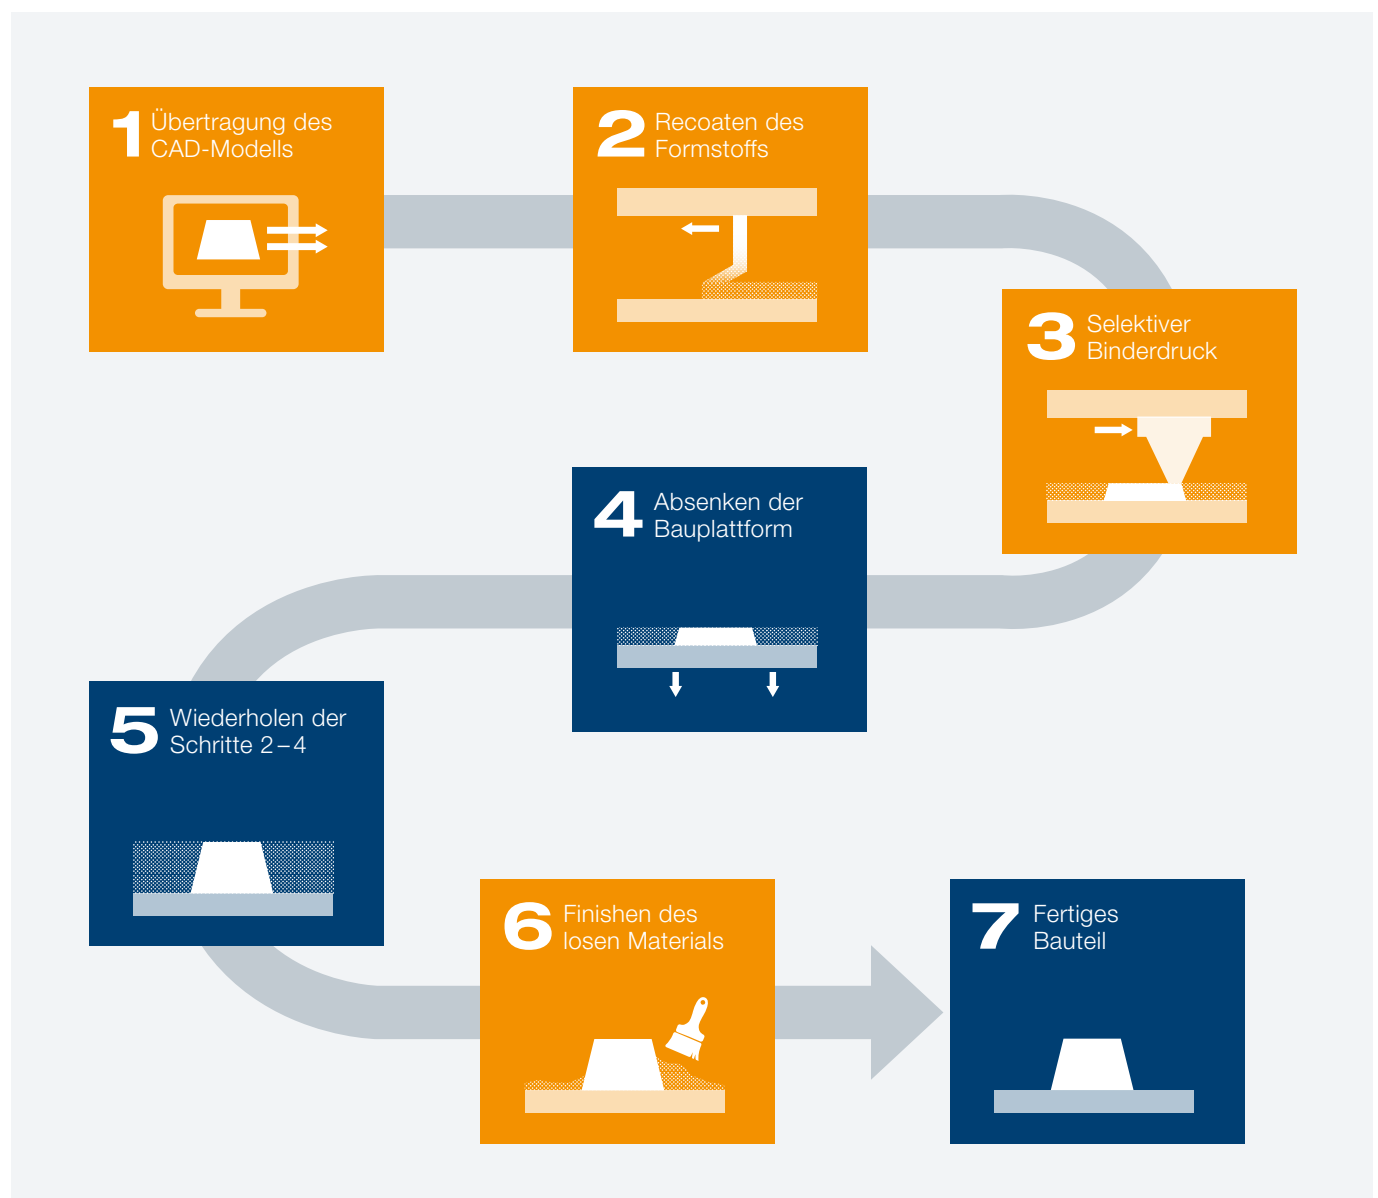 1 Übertragung des
CAD-Modells
2 Recoaten des
Formstoffs
3 Selektiver
Binderdruck
4 Absenken der
Bauplattform
5 Wiederholen der
Schritte 2 – 4
6 Finishen des
losen Materials
7 Fertiges
Bauteil